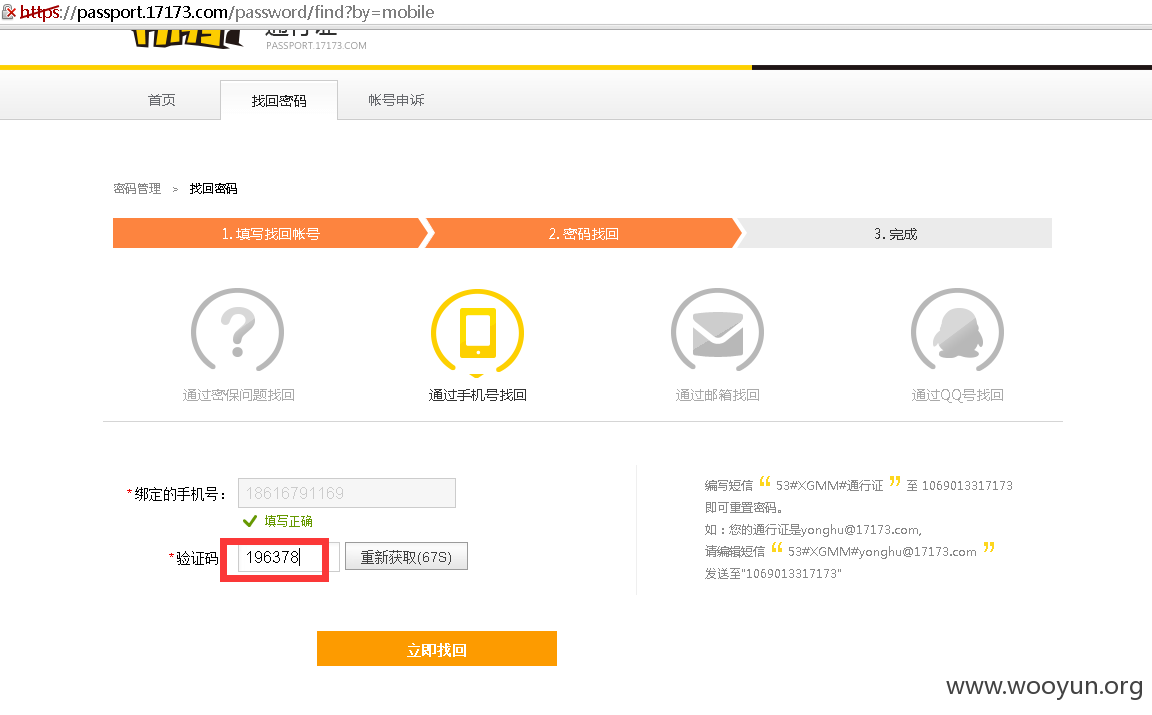 https://passport.17173.com/password/find?by=mobile
通行证
PASSPORT.17173.COM
首页
找回密码
帐号申诉
密码管理 > 找回密码
1. 填写找回帐号
2. 密码找回
3. 完成
通过密保问题找回
通过手机号找回
通过邮箱找回
通过QQ号找回
*绑定的手机号：
18616791169
填写正确
*验证码
196378
重新获取(67S)
立即找回
编写短信 “ 53#XGMM#通行证 ” 至 1069013317173
即可重置密码。
如：您的通行证是yonghu@17173.com,
请编辑短信 “ 53#XGMM#yonghu@17173.com ”
发送至"1069013317173"
www.wooyun.org